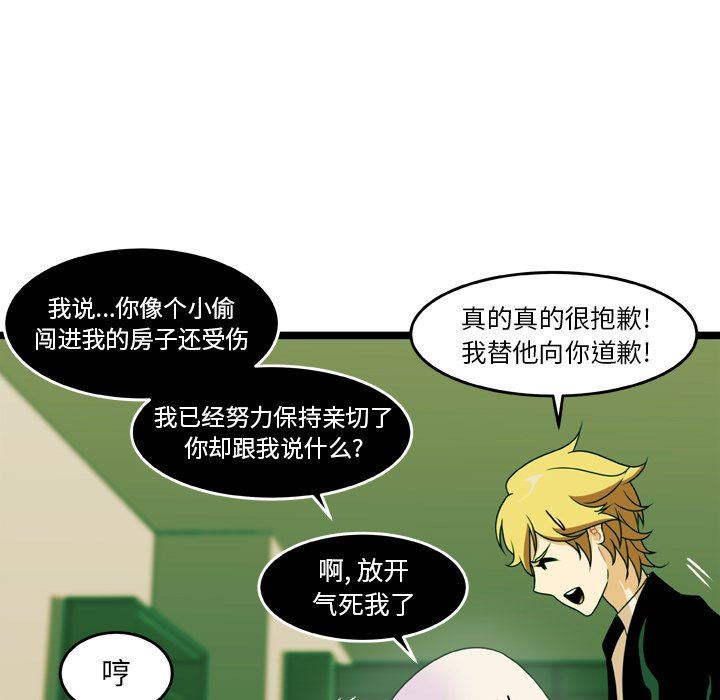 我说...你像个小偷
闯进我的房子还受伤
我已经努力保持亲切了
你却跟我说什么?
真的真的很抱歉!
我替他向你道歉!
啊, 放开
气死我了
哼